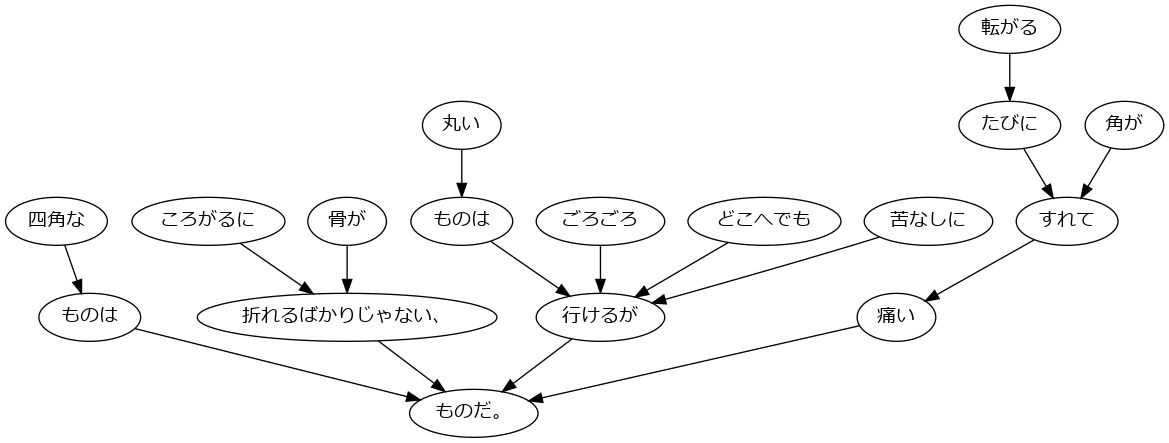 転がる
丸い
たびに
角が
四角な
ころがるに
骨が
ものは
ごろごろ
どこへでも
苦なしに
すれて
ものは
折れるばかりじゃない、
行けるが
痛い
ものだ。